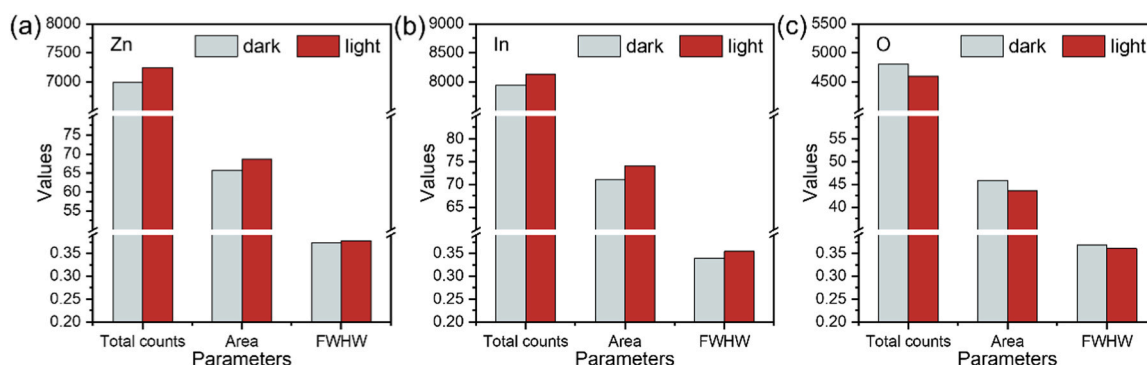 (a)
Zn
dark
light
Values
8000
7500
7000
75
70
65
60
55
0.35
0.30
0.25
0.20
Total counts
Area
FWHW
Parameters
(b)
In
dark
light
Values
9000
8500
8000
80
75
70
65
0.35
0.30
0.25
0.20
Total counts
Area
FWHW
Parameters
(c)
O
dark
light
Values
5500
5000
4500
55
50
45
40
0.35
0.30
0.25
0.20
Total counts
Area
FWHW
Parameters